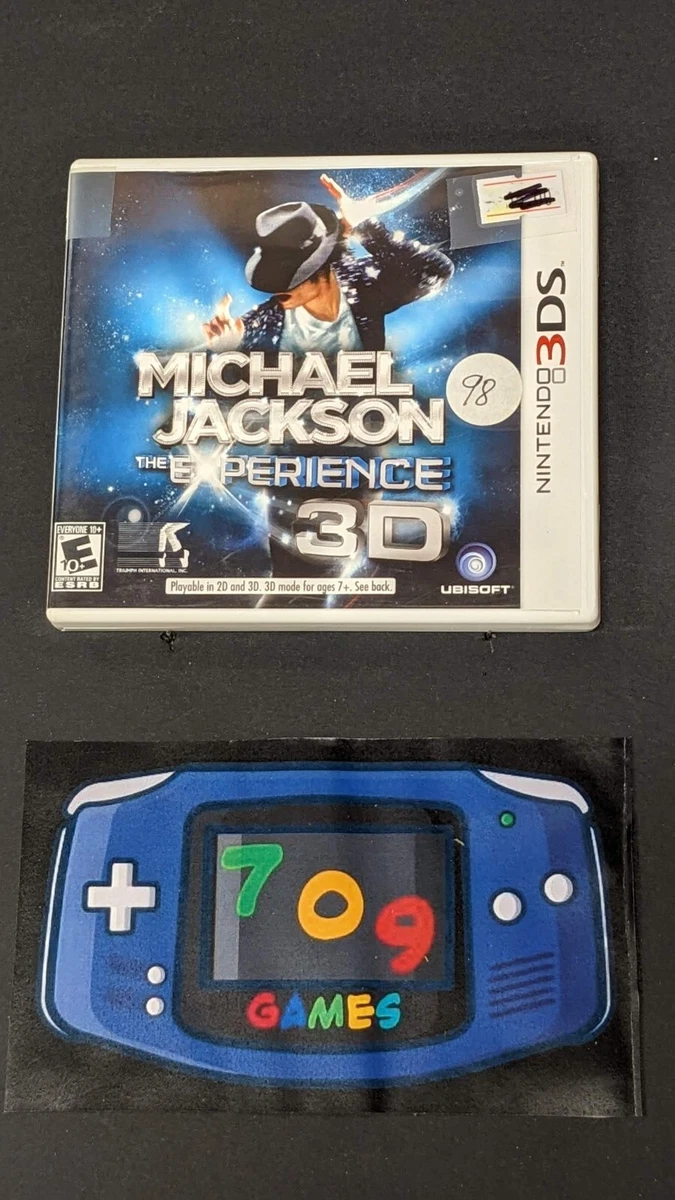 MICHAEL
JACKSON
THE EXPERIENCE
3D
98
NINTENDO 3DS™
EVERYONE 10+
E
10+
CONTENT RATED BY
ESRB
TRIUMPH INTERNATIONAL, INC.
Playable in 2D and 3D. 3D mode for ages 7+. See back.
UBISOFT
709
GAMES